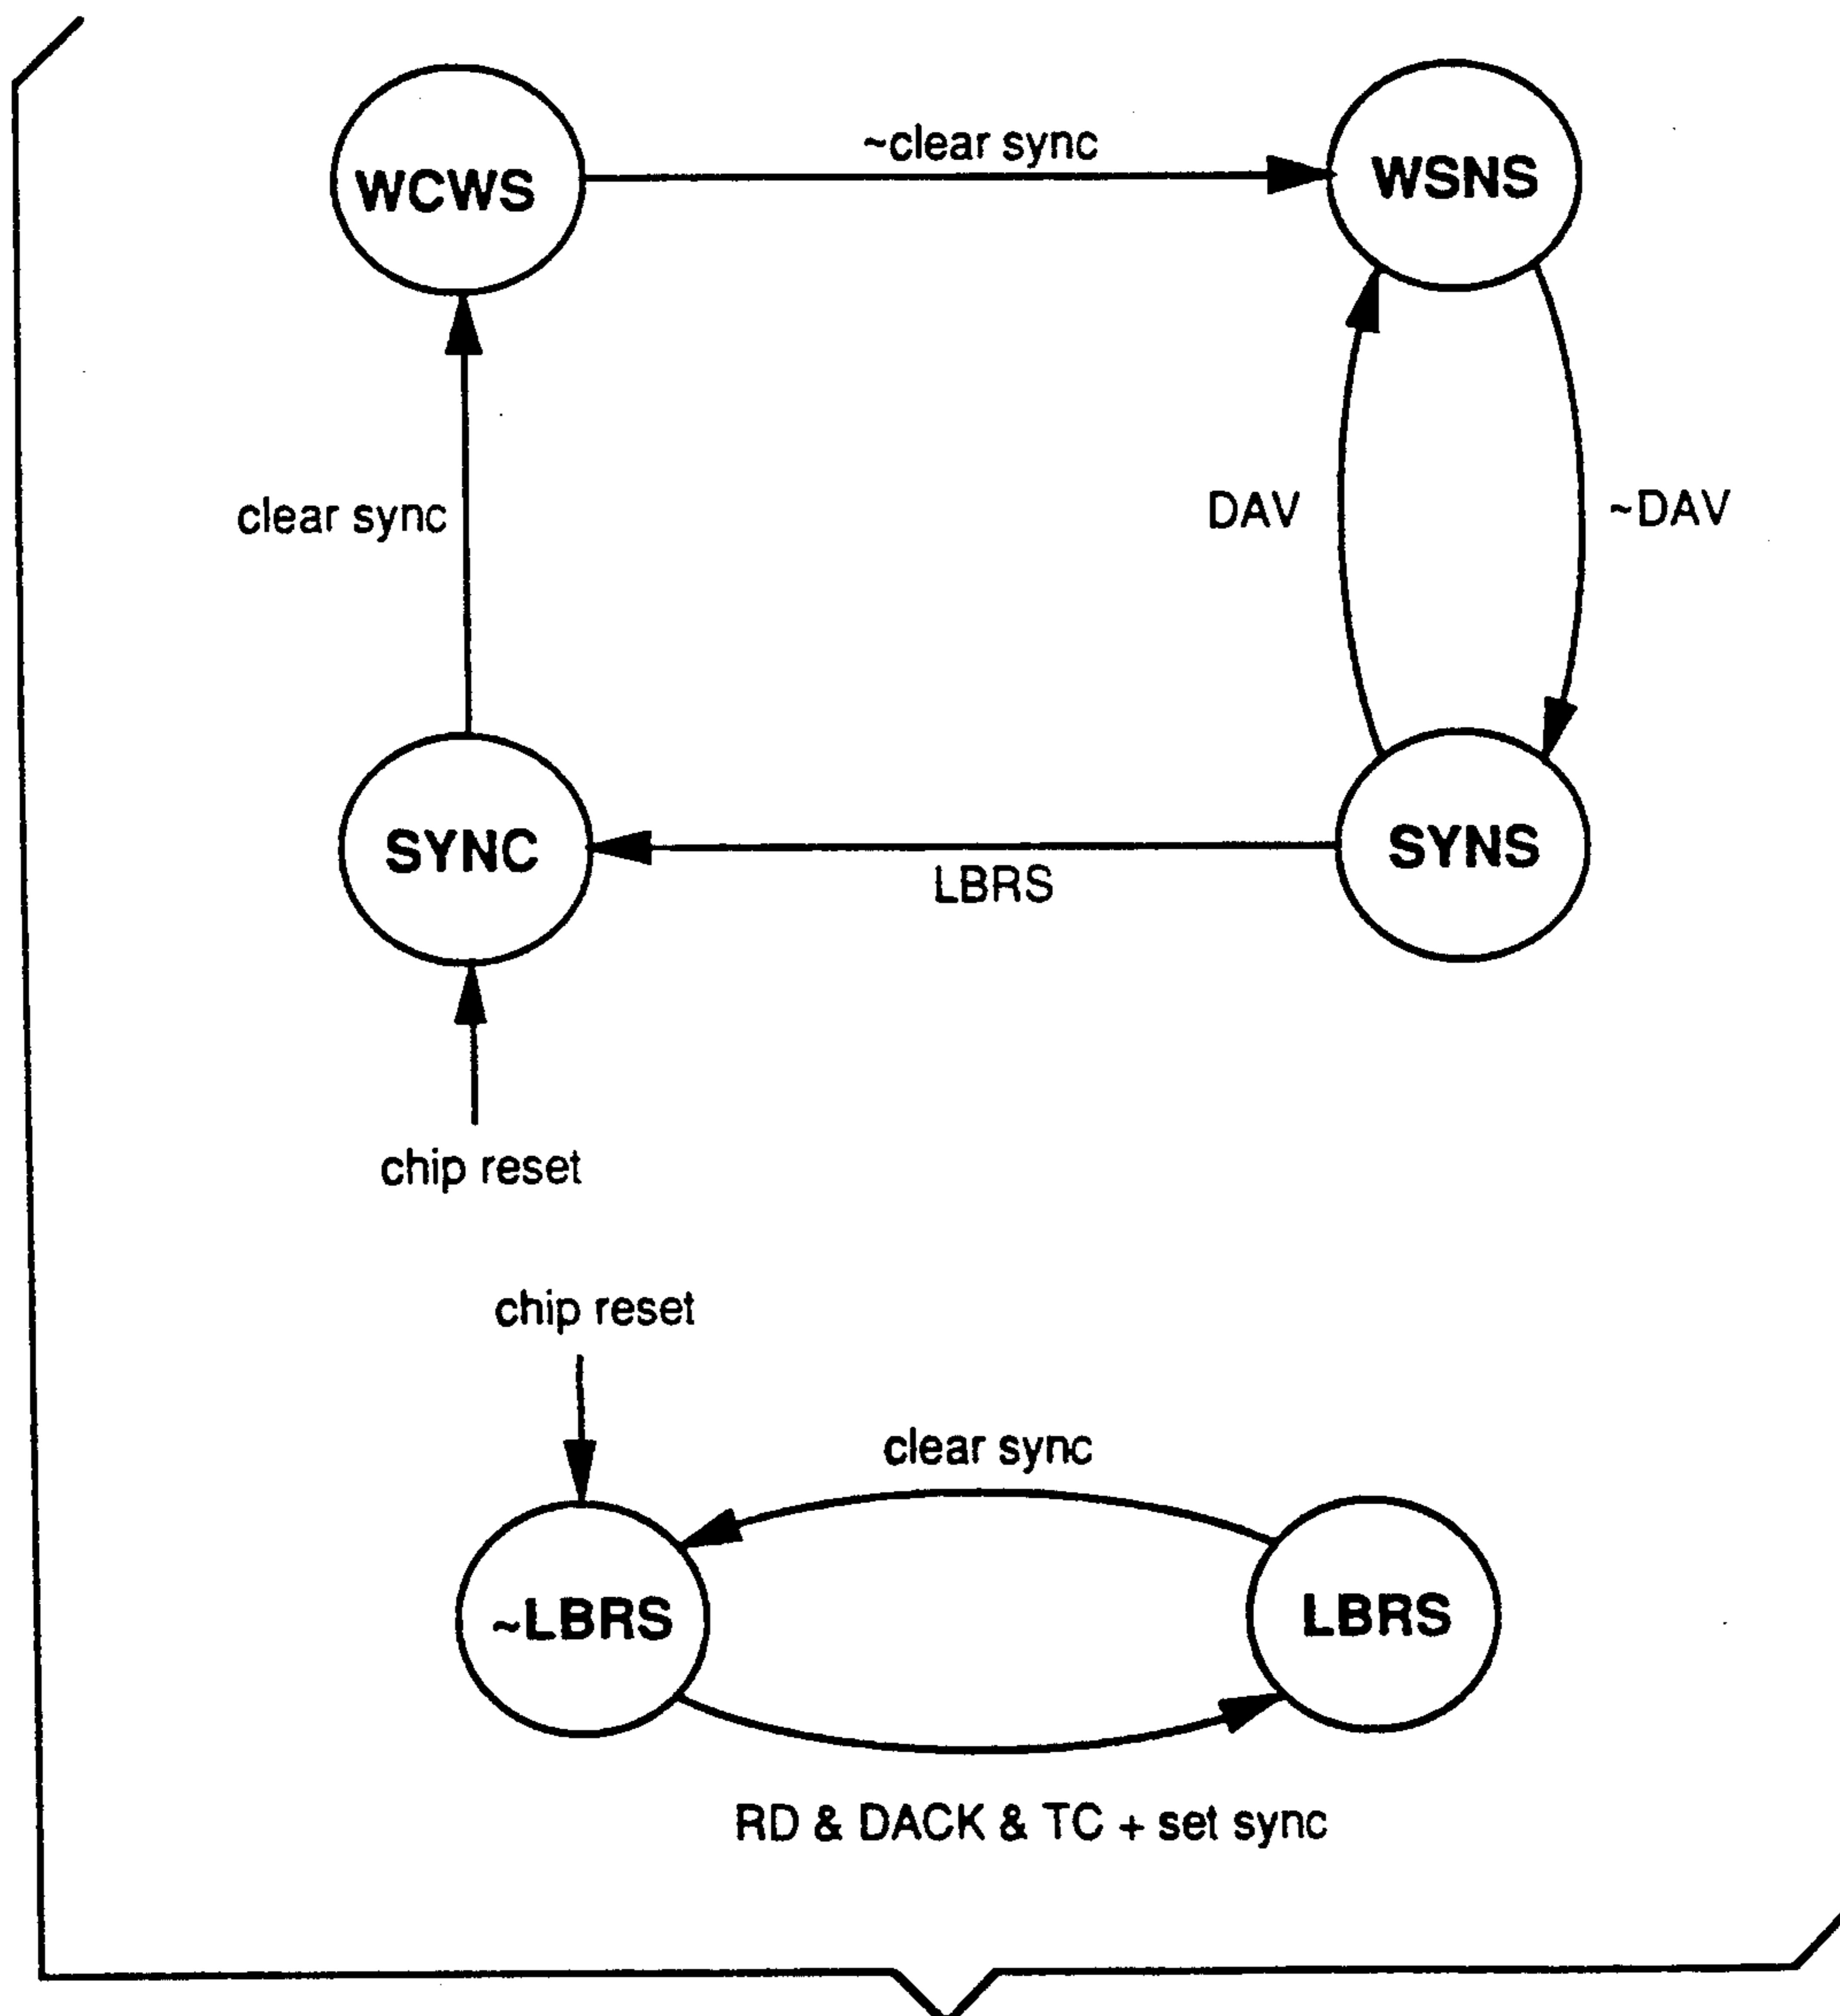 ~clear sync
WCWS
WSNS
clear sync
DAV
~DAV
SYNC
SYNS
LBRS
chip reset
chip reset
clear sync
~LBRS
LBRS
RD & DACK & TC + set sync